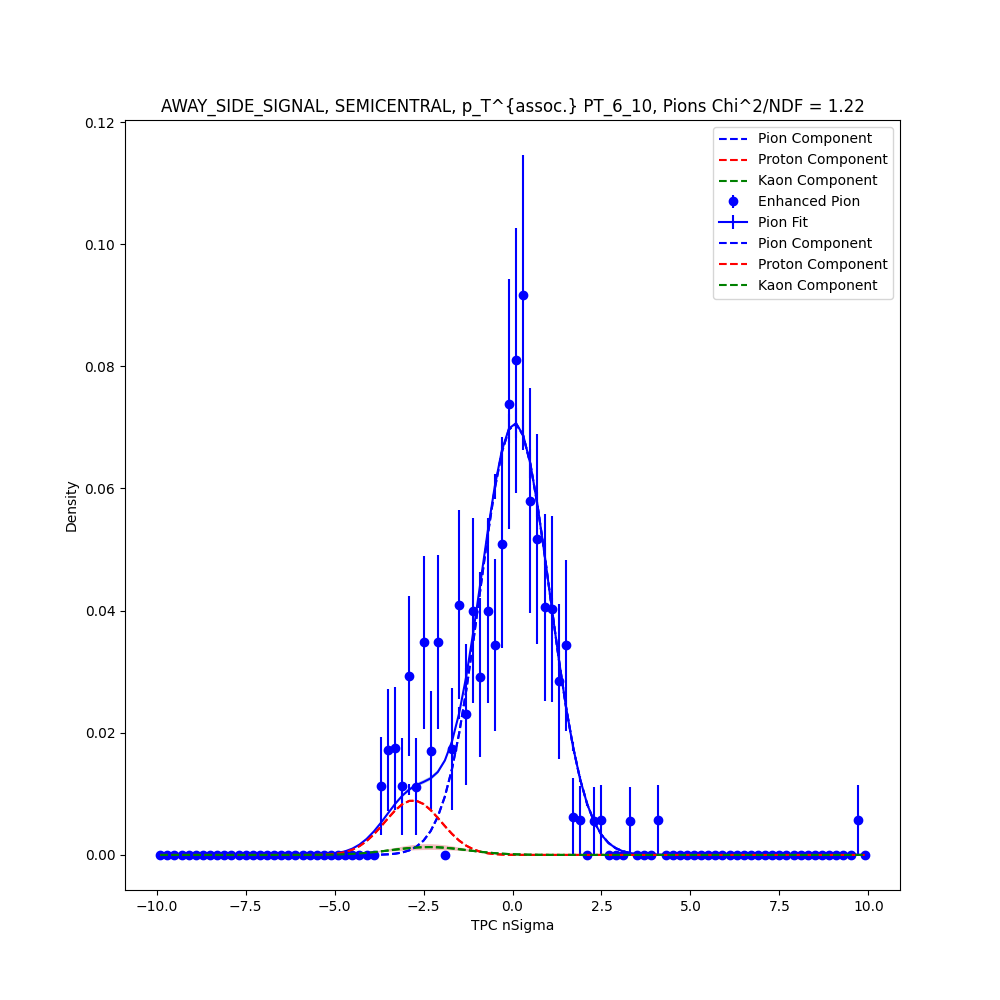 AWAY_SIDE_SIGNAL, SEMICENTRAL, p_T^{assoc.} PT_6_10, Pions Chi^2/NDF = 1.22
0.12
0.10
0.08
0.06
0.04
0.02
0.00
Density
Pion Component
Proton Component
Kaon Component
Enhanced Pion
Pion Fit
Pion Component
Proton Component
Kaon Component
−10.0 −7.5 −5.0 −2.5 0.0 2.5 5.0 7.5 10.0
TPC nSigma